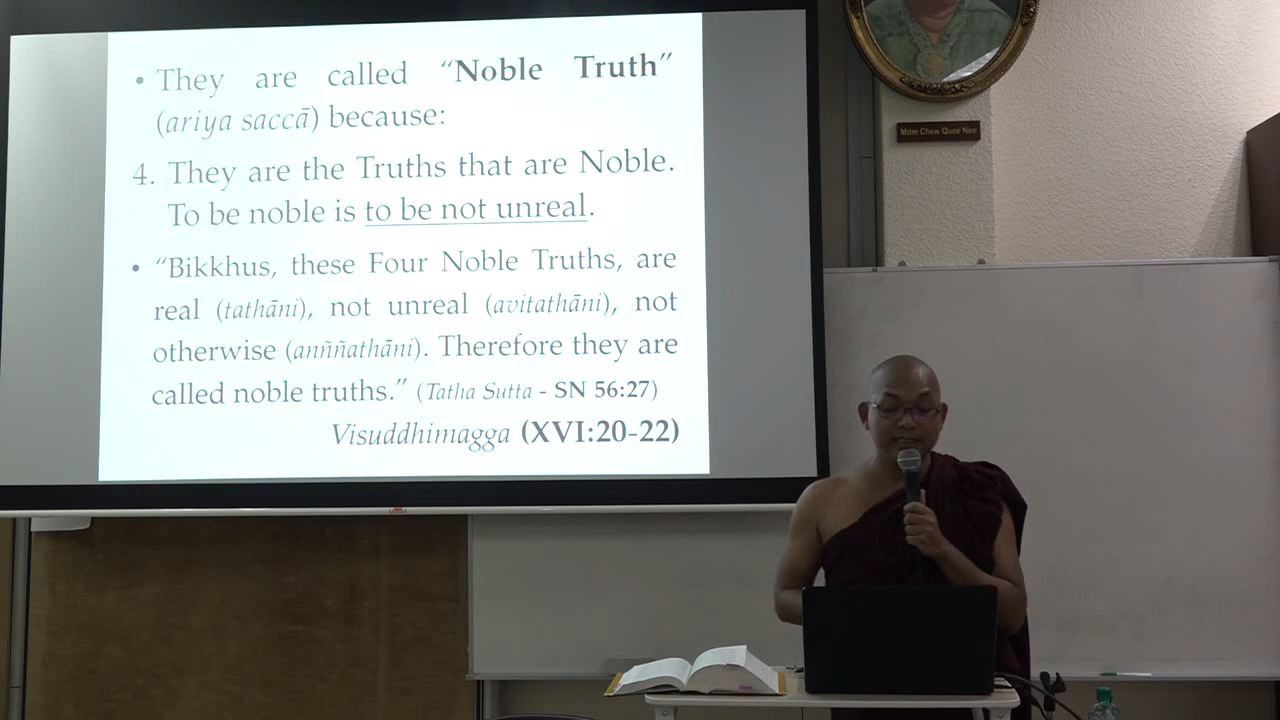 • They are called “Noble Truth”
(ariya saccā) because:
4. They are the Truths that are Noble.
To be noble is to be not unreal.
• “Bikkhus, these Four Noble Truths, are
real (tathāni), not unreal (avitathāni), not
otherwise (anññathāni). Therefore they are
called noble truths.” (Tatha Sutta - SN 56:27)
Visuddhimagga (XVI:20-22)
Mdm Chew Quee Neo